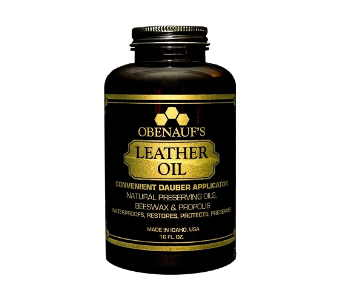 OBENAUF'S
LEATHER
OIL
CONVENIENT DAUBER APPLICATOR
NATURAL PRESERVING OILS,
BEESWAX & PROPOLIS
WATERPROOFS, RESTORES, PROTECTS, PRESERVES
MADE IN IDAHO, USA
16 FL. OZ.